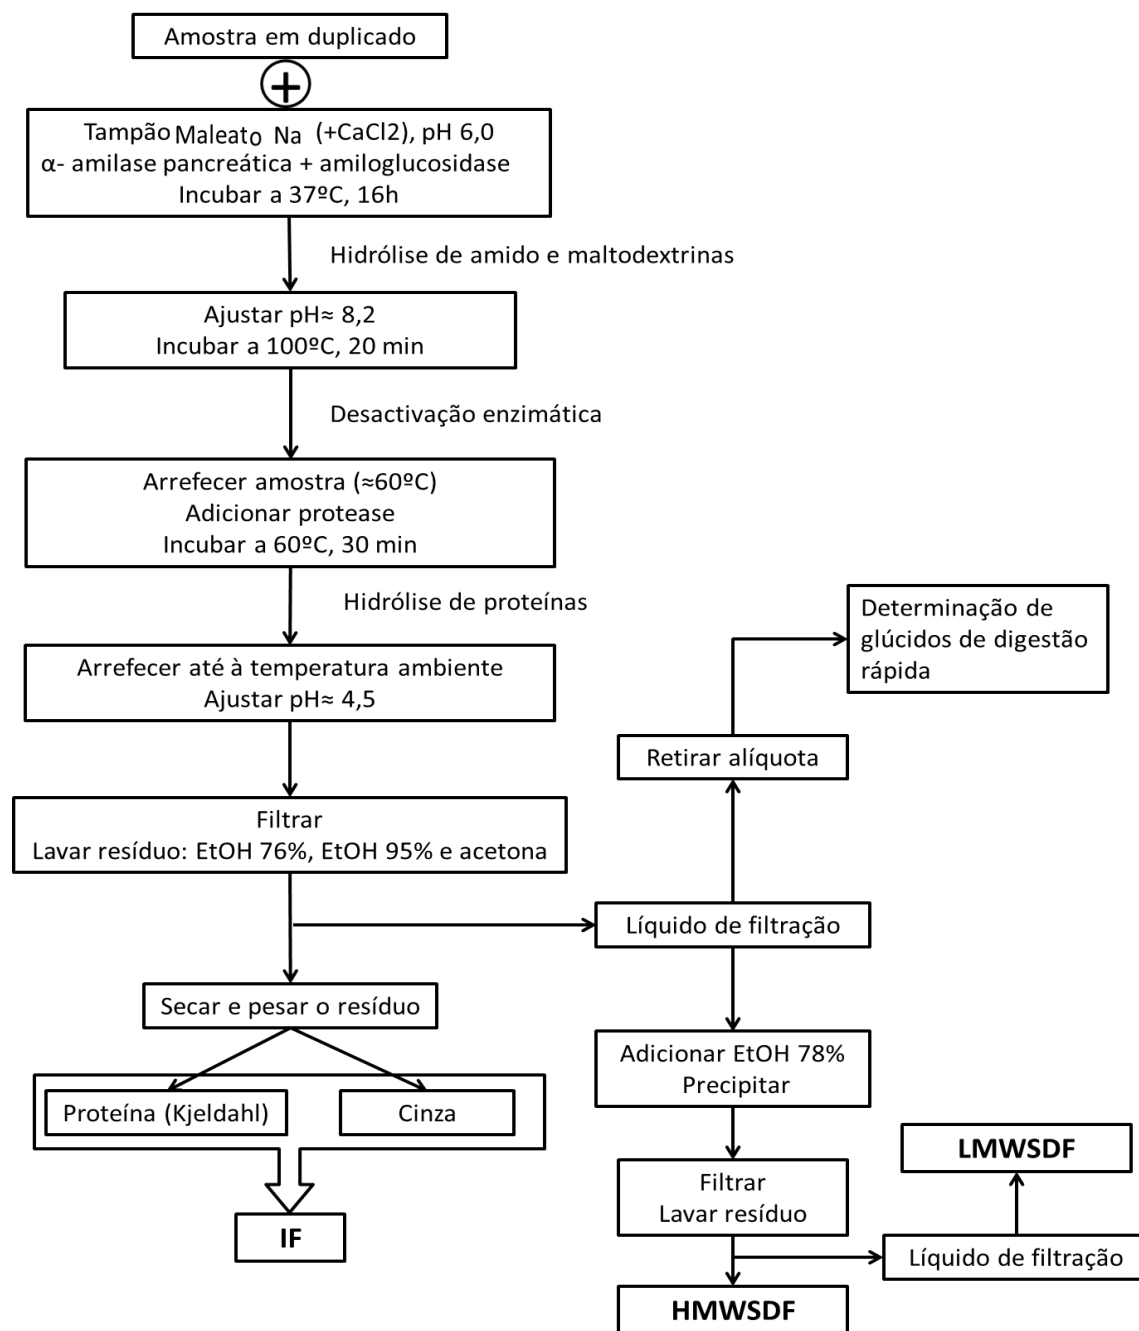 Amostra em duplicado
+
Tampão Maleato Na (+CaCl2), pH 6,0
α- amilase pancreática + amiloglucosidase
Incubar a 37ºC, 16h
Hidrólise de amido e maltodextrinas
Ajustar pH≈ 8,2
Incubar a 100ºC, 20 min
Desactivação enzimática
Arrefecer amostra (≈60ºC)
Adicionar protease
Incubar a 60ºC, 30 min
Hidrólise de proteínas
Arrefecer até à temperatura ambiente
Ajustar pH≈ 4,5
Filtrar
Lavar resíduo: EtOH 76%, EtOH 95% e acetona
Secar e pesar o resíduo
Proteína (Kjeldahl)
Cinza
IF
Líquido de filtração
Retirar alíquota
Determinação de
glúcidos de digestão
rápida
Adicionar EtOH 78%
Precipitar
Filtrar
Lavar resíduo
HMWSDF
Líquido de filtração
LMWSDF